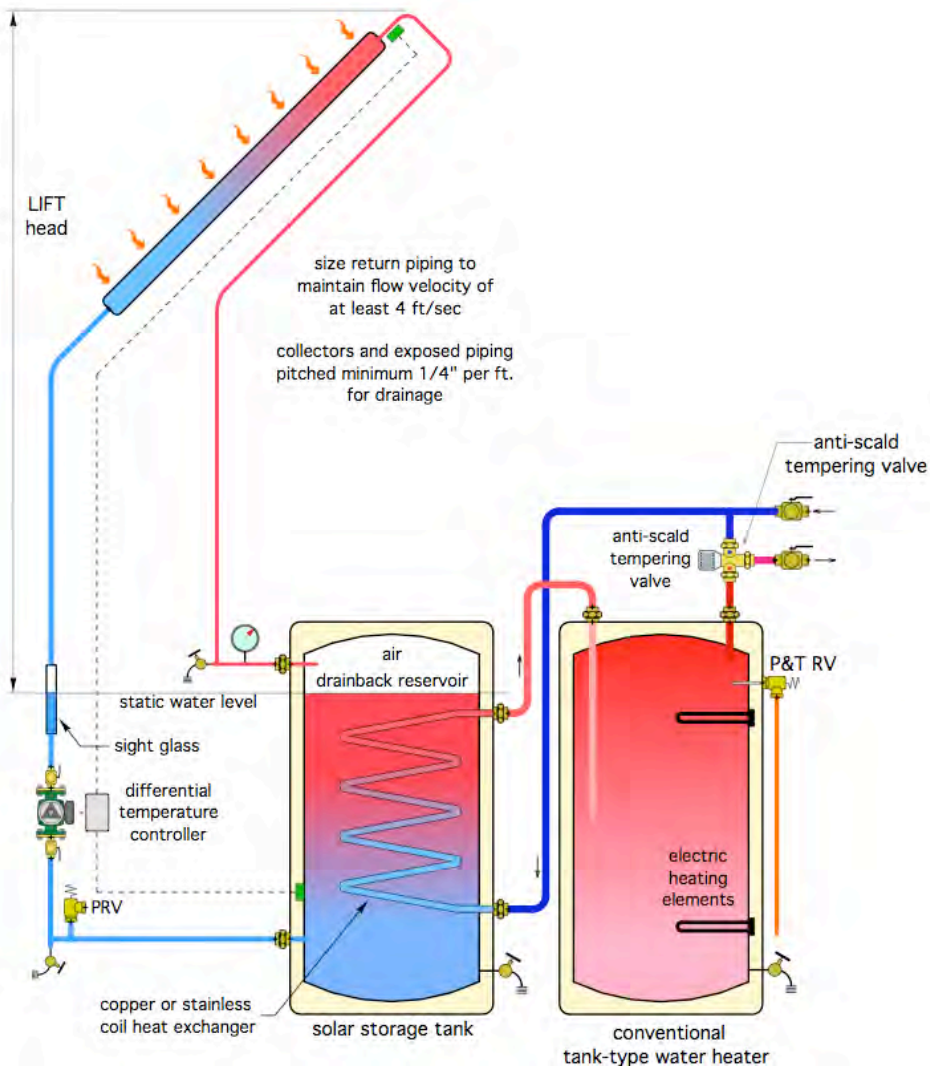 LIFT
head
size return piping to
maintain flow velocity of
at least 4 ft/sec
collectors and exposed piping
pitched minimum 1/4" per ft.
for drainage
anti-scald
tempering valve
anti-scald
tempering
valve
air
drainback reservoir
P&T RV
static water level
sight glass
differential
temperature
controller
electric
heating
elements
PRV
copper or stainless
coil heat exchanger
solar storage tank
conventional
tank-type water heater